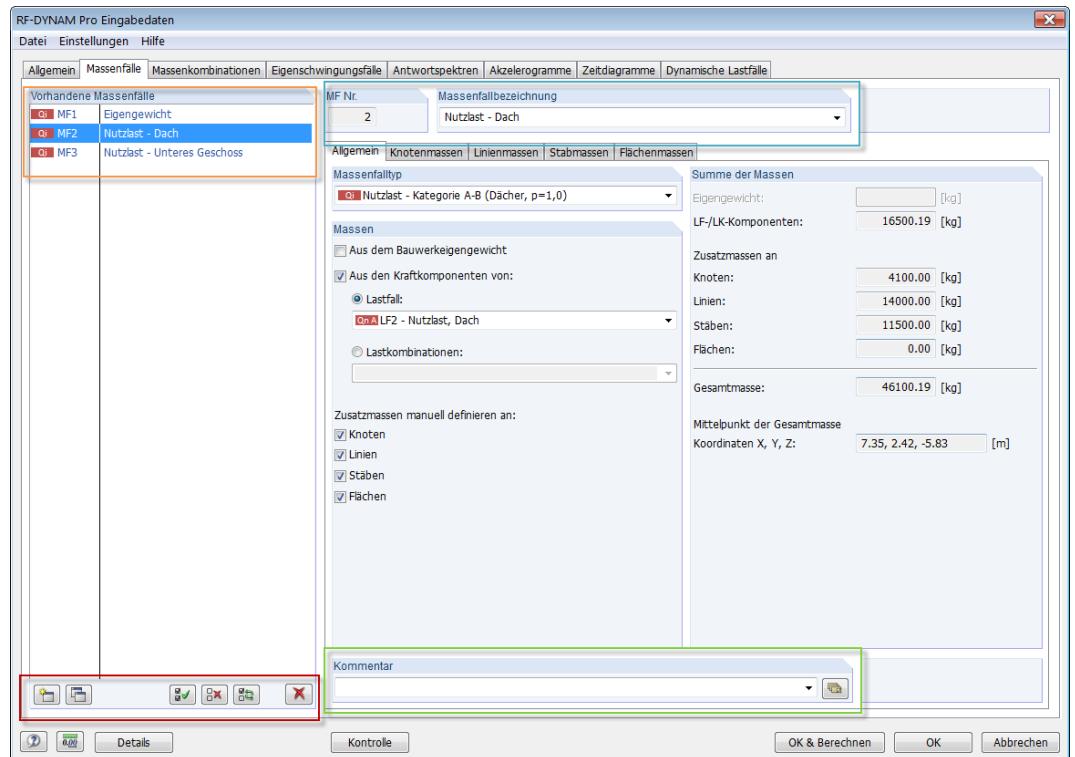 RF-DYNAM Pro Eingabedaten
Datei Einstellungen Hilfe
Allgemein Massenfälle Massenkombinationen Eigenschwingungsfälle Antwortspektren Akzelerogramme Zeitdiagramme Dynamische Lastfälle
Vorhandene Massenfälle
Qi MF1 Eigengewicht
Qi MF2 Nutzlast - Dach
Qi MF3 Nutzlast - Unteres Geschoss
MF Nr.
2
Massenfallbezeichnung
Nutzlast - Dach
Allgemein Knotenmassen Linienmassen Stabmassen Flächenmassen
Massenfalltyp
Qi Nutzlast - Kategorie A-B (Dächer, p=1,0)
Massen
Aus dem Bauwerkeigengewicht
Aus den Kraftkomponenten von:
Lastfall:
Qn A LF2 - Nutzlast, Dach
Lastkombinationen:
Zusatzmassen manuell definieren an:
Knoten
Linien
Stäben
Flächen
Summe der Massen
Eigengewicht: [kg]
LF-/LK-Komponenten: 16500.19 [kg]
Zusatzmassen an
Knoten: 4100.00 [kg]
Linien: 14000.00 [kg]
Stäben: 11500.00 [kg]
Flächen: 0.00 [kg]
Gesamtmasse: 46100.19 [kg]
Mittelpunkt der Gesamtmasse
Koordinaten X, Y, Z: 7.35, 2.42, -5.83 [m]
Kommentar
0.00 Details Kontrolle OK & Berechnen OK Abbrechen